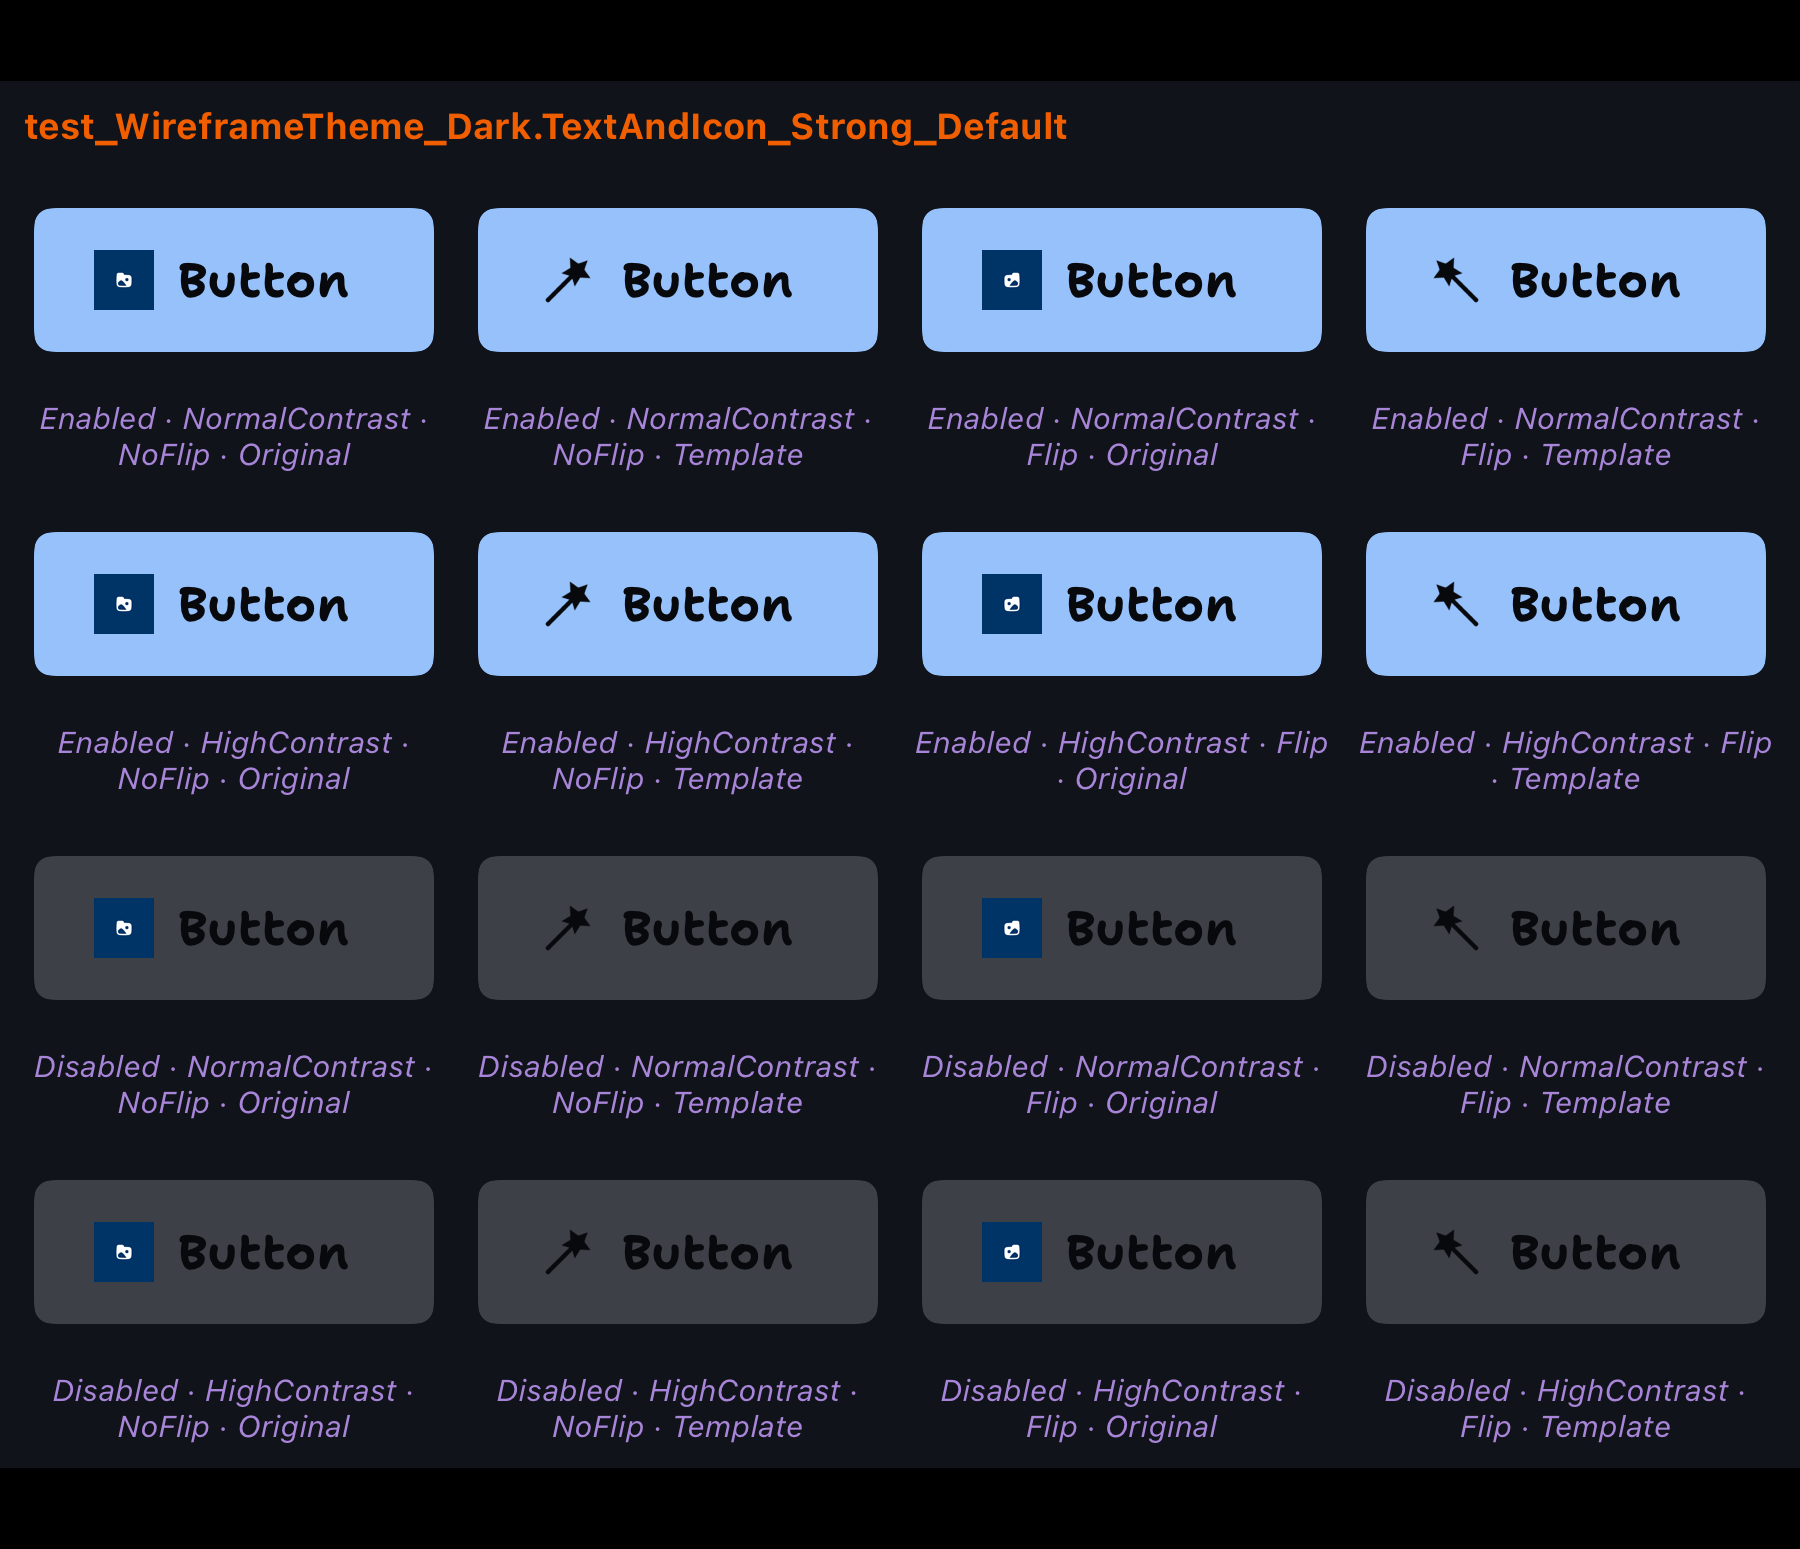 test_WireframeTheme_Dark.TextAndIcon_Strong_Default
Button
Button
Button
Button
Enabled · NormalContrast ·
NoFlip · Original
Enabled · NormalContrast ·
NoFlip · Template
Enabled · NormalContrast ·
Flip · Original
Enabled · NormalContrast ·
Flip · Template
Button
Button
Button
Button
Enabled · HighContrast ·
NoFlip · Original
Enabled · HighContrast ·
NoFlip · Template
Enabled · HighContrast · Flip
· Original
Enabled · HighContrast · Flip
· Template
Button
Button
Button
Button
Disabled · NormalContrast ·
NoFlip · Original
Disabled · NormalContrast ·
NoFlip · Template
Disabled · NormalContrast ·
Flip · Original
Disabled · NormalContrast ·
Flip · Template
Button
Button
Button
Button
Disabled · HighContrast ·
NoFlip · Original
Disabled · HighContrast ·
NoFlip · Template
Disabled · HighContrast ·
Flip · Original
Disabled · HighContrast ·
Flip · Template